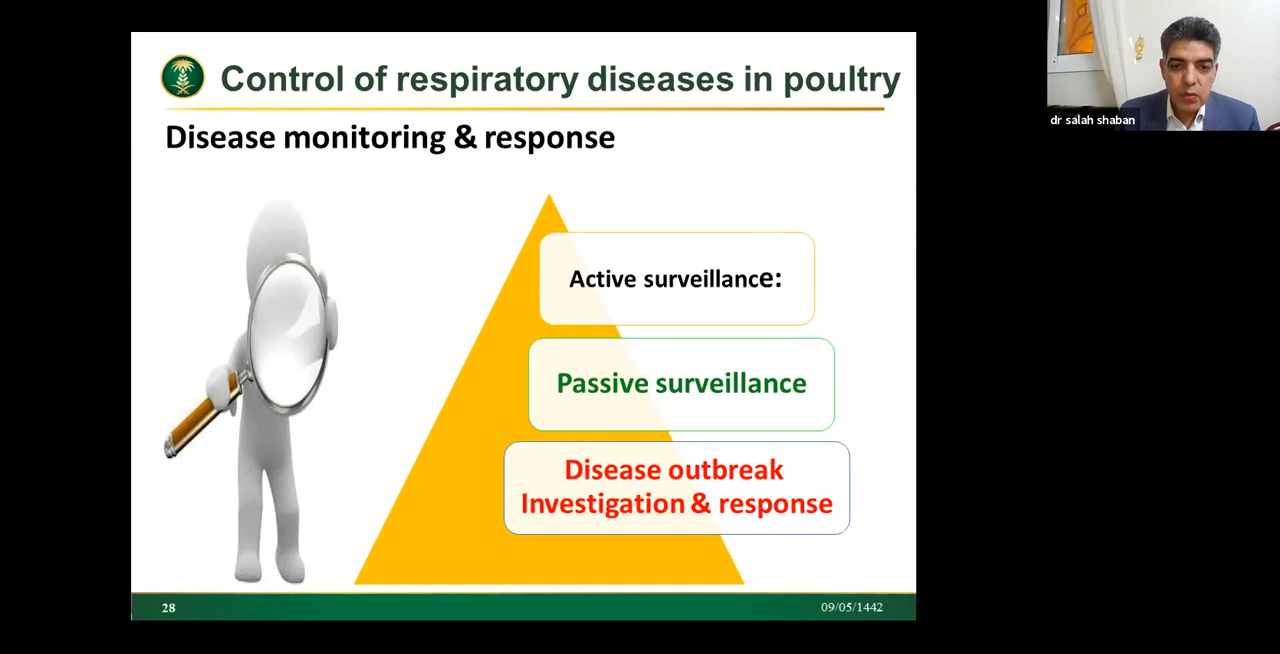 Control of respiratory diseases in poultry
Disease monitoring & response
Active surveillance:
Passive surveillance
Disease outbreak
Investigation & response
28
09/05/1442
dr salah shaban